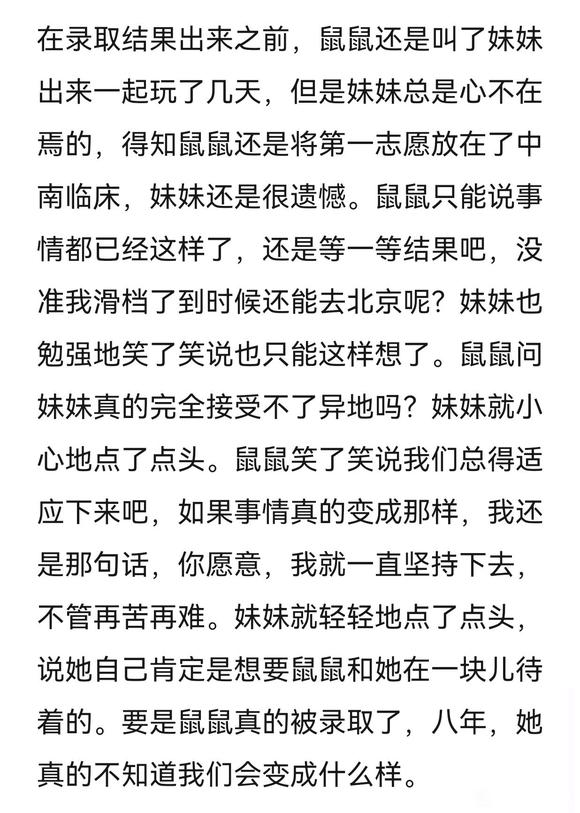 在录取结果出来之前，鼠鼠还是叫了妹妹
出来一起玩了几天，但是妹妹总是心不在
焉的，得知鼠鼠还是将第一志愿放在了中
南临床，妹妹还是很遗憾。鼠鼠只能说事
情都已经这样了，还是等一等结果吧，没
准我滑档了到时候还能去北京呢？妹妹也
勉强地笑了笑说也只能这样想了。鼠鼠问
妹妹真的完全接受不了异地吗？妹妹就小
心地点了点头。鼠鼠笑了笑说我们总得适
应下来吧，如果事情真的变成那样，我还
是那句话，你愿意，我就一直坚持下去，
不管再苦再难。妹妹就轻轻地点了点头，
说她自己肯定是想要鼠鼠和她在一块儿待
着的。要是鼠鼠真的被录取了，八年，她
真的不知道我们会变成什么样。